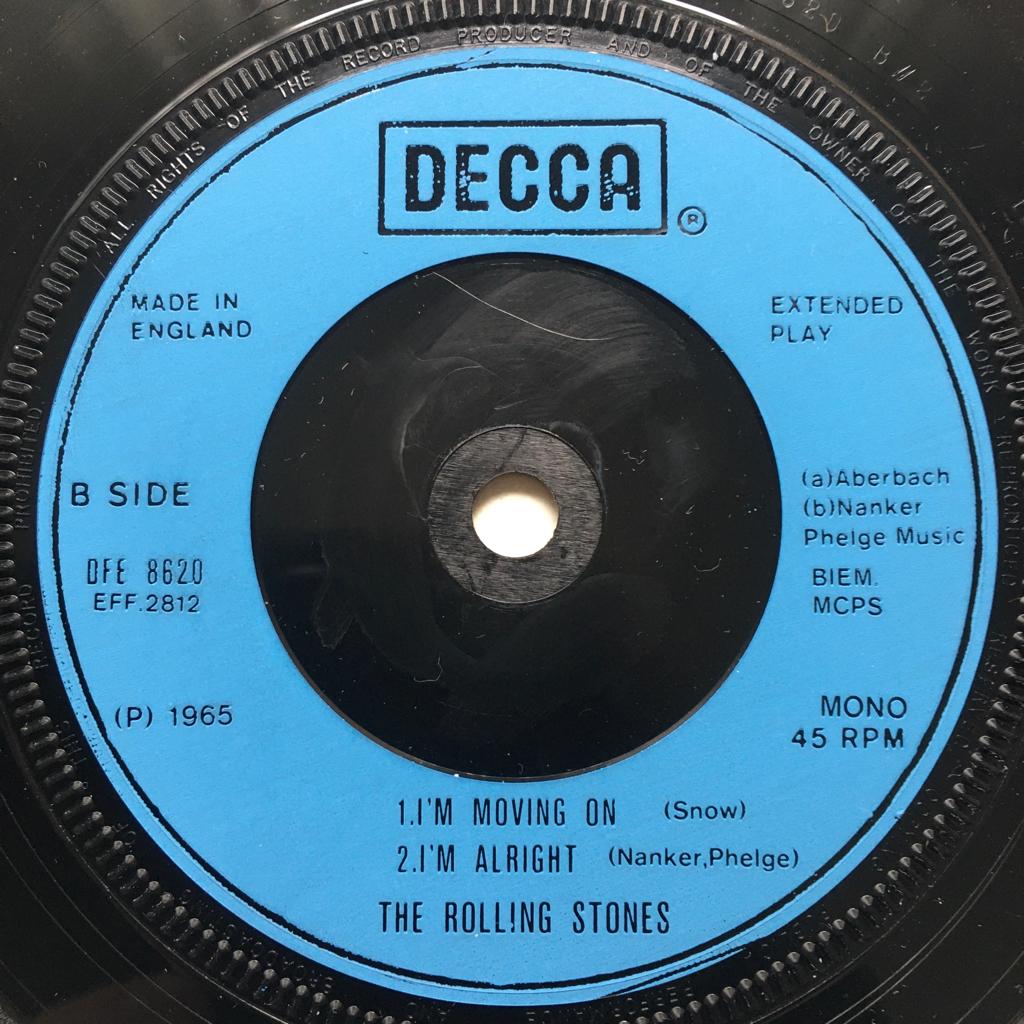 ALL RIGHTS OF THE RECORD PRODUCER AND OF THE OWNER OF THE WORK REPRODUCED
DECCA
®
MADE IN
ENGLAND
EXTENDED
PLAY
B SIDE
DFE 8620
EFF.2812
(P) 1965
(a)Aberbach
(b)Nanker
Phelge Music
BIEM.
MCPS
MONO
45 RPM
1.I'M MOVING ON (Snow)
2.I'M ALRIGHT (Nanker,Phelge)
THE ROLLING STONES